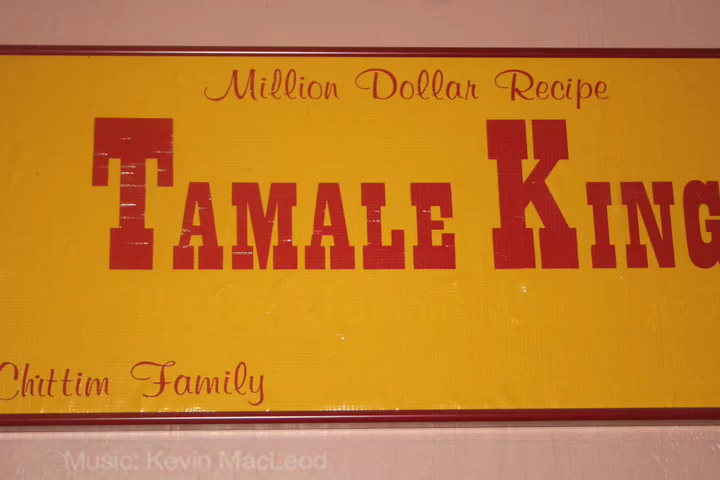 Million Dollar Recipe
TAMALE KING
Chittim Family
Music: Kevin MacLeod